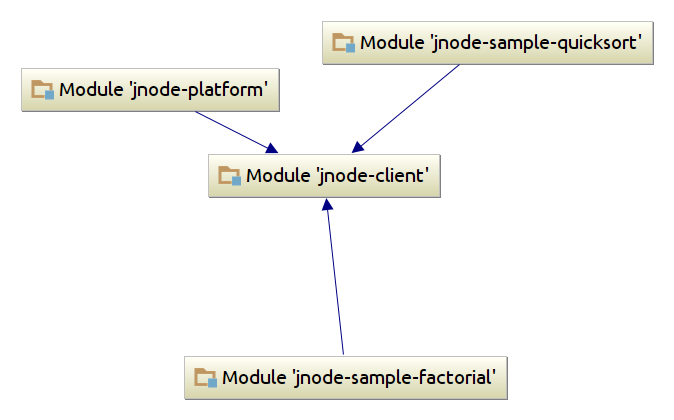 Module 'jnode-sample-quicksort'
Module 'jnode-platform'
Module 'jnode-client'
Module 'jnode-sample-factorial'